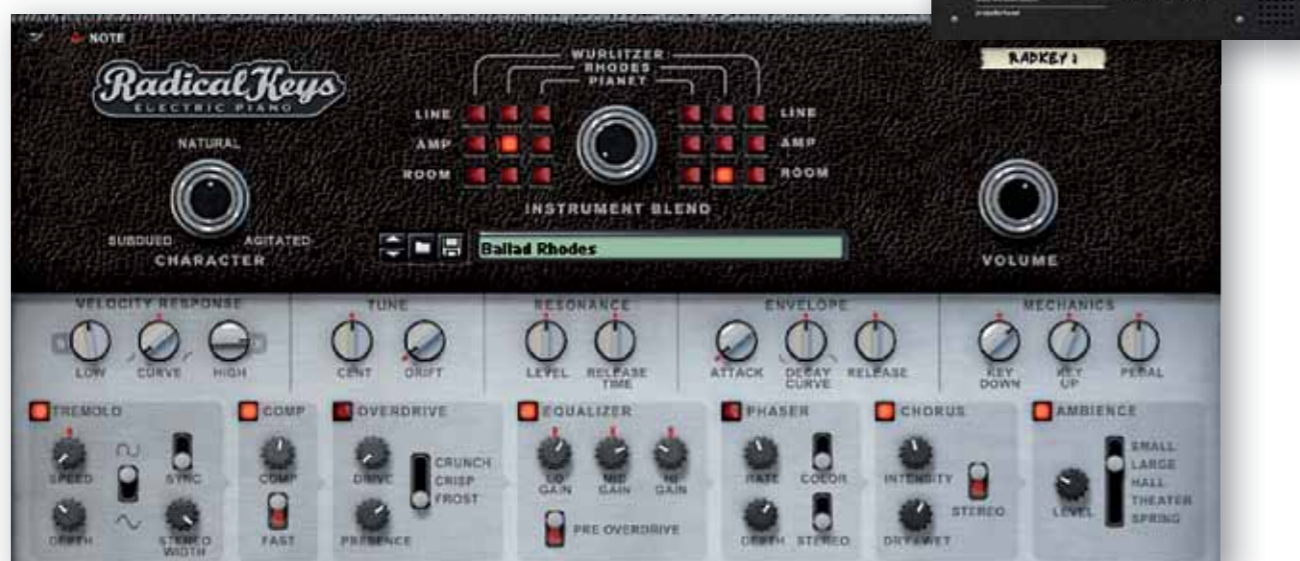 NOTE
RadicalKeys
ELECTRIC PIANO
WURLITZER
RHODES
PIANET
RADKEY 1
LINE
LINE
AMP
AMP
ROOM
ROOM
NATURAL
SUBDUED
AGITATED
CHARACTER
INSTRUMENT BLEND
Ballad Rhodes
VOLUME
VELOCITY RESPONSE
TUNE
RESONANCE
ENVELOPE
MECHANICS
LOW
CURVE
HIGH
CENT
DRIFT
LEVEL
RELEASE TIME
ATTACK
DECAY CURVE
RELEASE
KEY DOWN
KEY UP
PEDAL
TREMOLO
COMP
OVERDRIVE
EQUALIZER
PHASER
CHORUS
AMBIENCE
SPEED
SYNC
DEPTH
STEREO WIDTH
COMP
FAST
DRIVE
CRUNCH
CRISP
FROST
PRESENCE
LO GAIN
MID GAIN
HI GAIN
PRE OVERDRIVE
RATE
COLOR
DEPTH
STEREO
INTENSITY
STEREO
DRY&WET
LEVEL
SMALL
LARGE
HALL
THEATER
SPRING